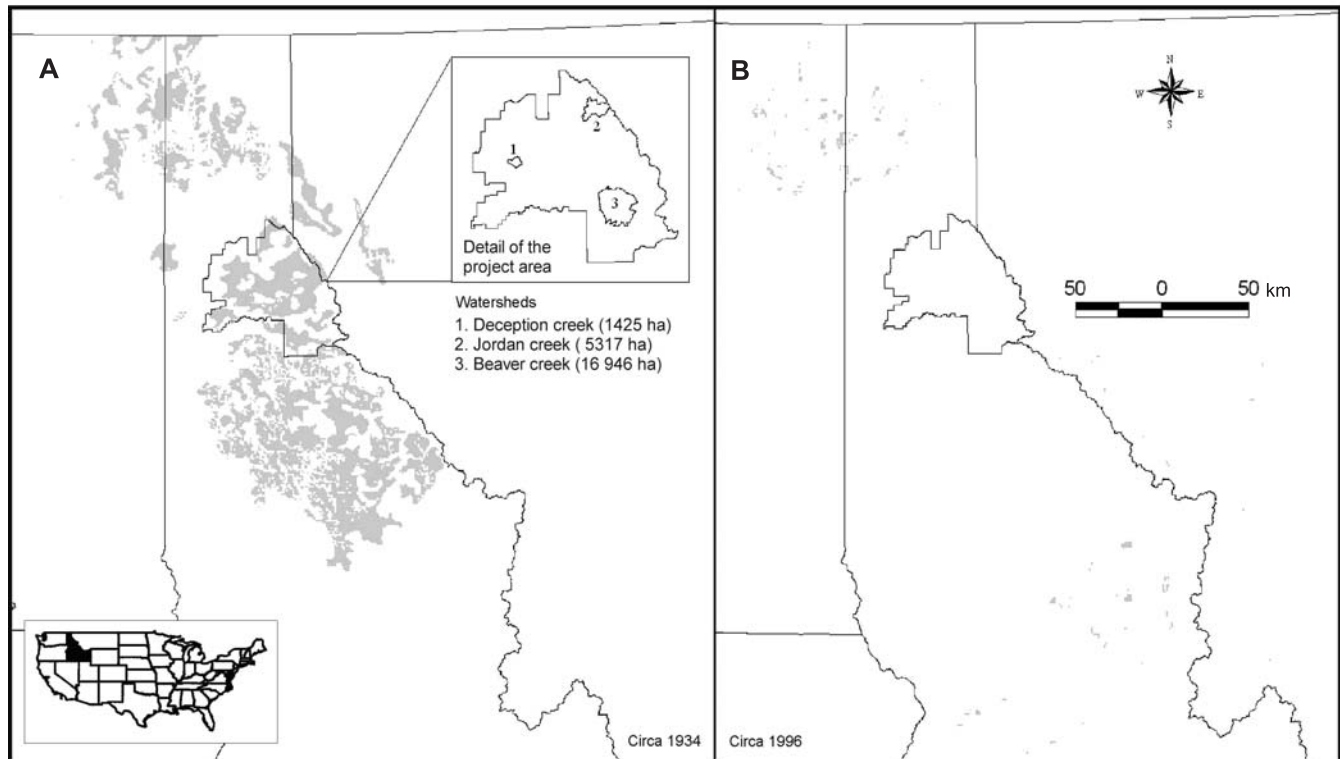 A
1
2
3
Detail of the
project area
Watersheds
1. Deception creek (1425 ha)
2. Jordan creek ( 5317 ha)
3. Beaver creek (16 946 ha)
Circa 1934
B
N
W E
S
50 0 50 km
Circa 1996